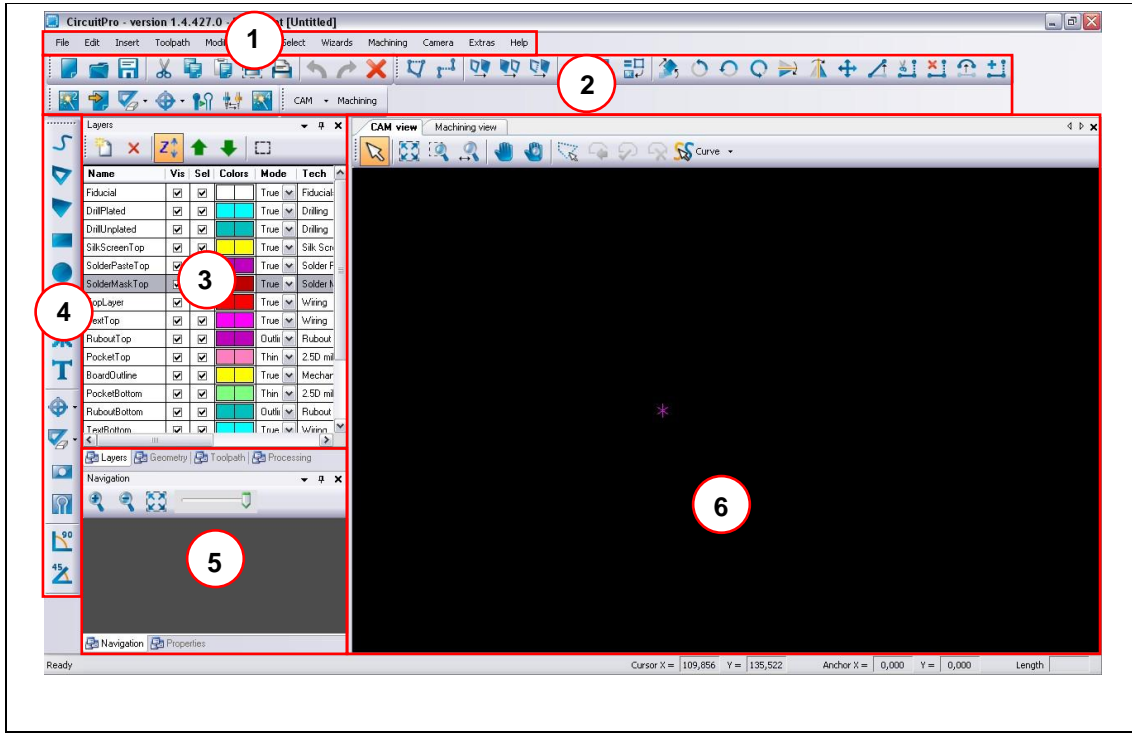 CircuitPro - version 1.4.427.0 - [Untitled]
File Edit Insert Toolpath Wizards Machining Camera Extras Help
1
2
CAM Machining
Layers
CAM view Machining view
Curve
Name Vis Sel Colors Mode Tech
Fiducial True Fiducial
DrillPlated True Drilling
DrillUnplated True Drilling
SilkScreenTop True Silk Scr
SolderPasteTop True Solder P
SolderMaskTop True Solder M
3
TopLayer True Wiring
4
TextTop True Wiring
RuboutTop Outli Rubout
PocketTop Thin 2.5D mil
T
BoardOutline True Mechan
PocketBottom Thin 2.5D mil
RuboutBottom Outli Rubout
TextBottom True Wiring
Layers Geometry Toolpath Processing
Navigation
6
90
5
45
Navigation Properties
Ready Cursor X = 109,856 Y = 135,522 Anchor X = 0,000 Y = 0,000 Length